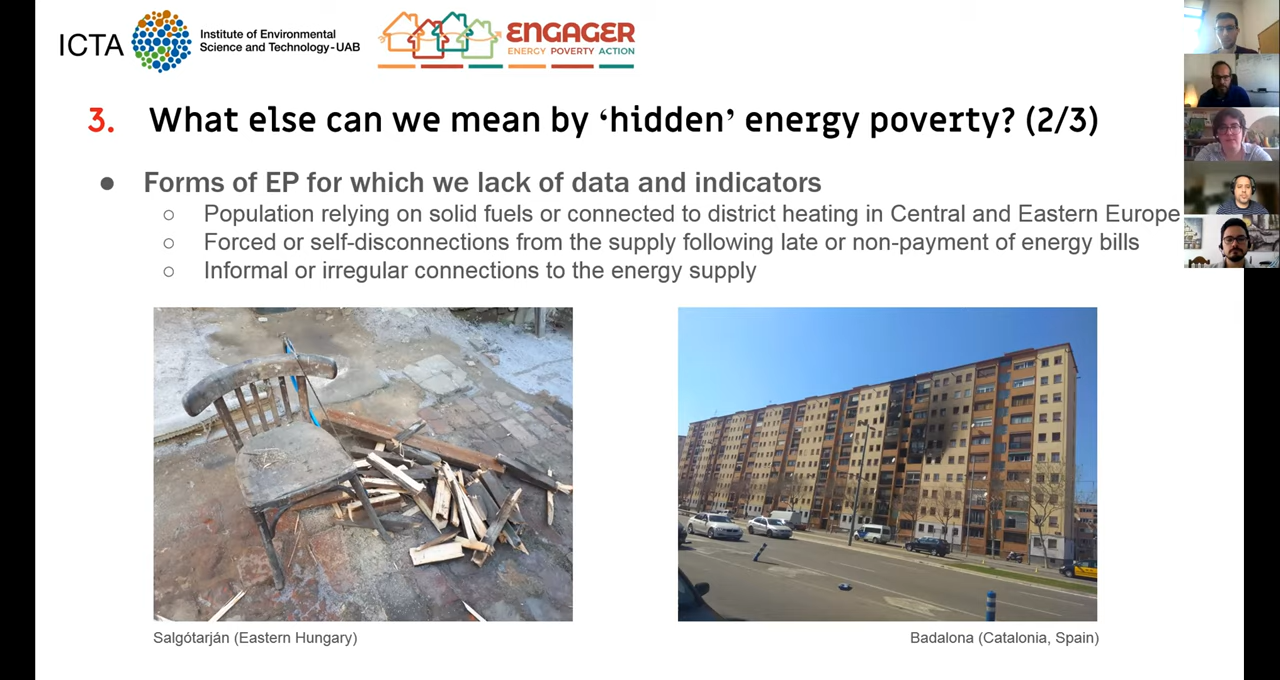 ICTA
Institute of Environmental
Science and Technology-UAB
ENGAGER
ENERGY POVERTY ACTION
3. What else can we mean by ‘hidden’ energy poverty? (2/3)
● Forms of EP for which we lack of data and indicators
○ Population relying on solid fuels or connected to district heating in Central and Eastern Europe
○ Forced or self-disconnections from the supply following late or non-payment of energy bills
○ Informal or irregular connections to the energy supply
Salgótarján (Eastern Hungary)
Badalona (Catalonia, Spain)